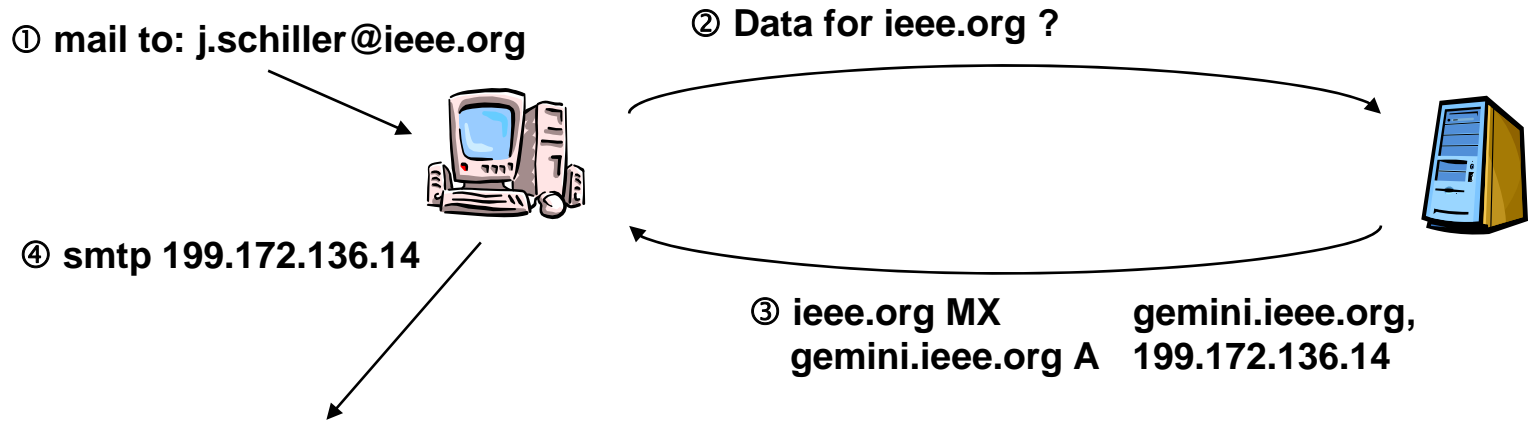 ① mail to: j.schiller@ieee.org
② Data for ieee.org ?
③ ieee.org MX gemini.ieee.org,
gemini.ieee.org A 199.172.136.14
④ smtp 199.172.136.14